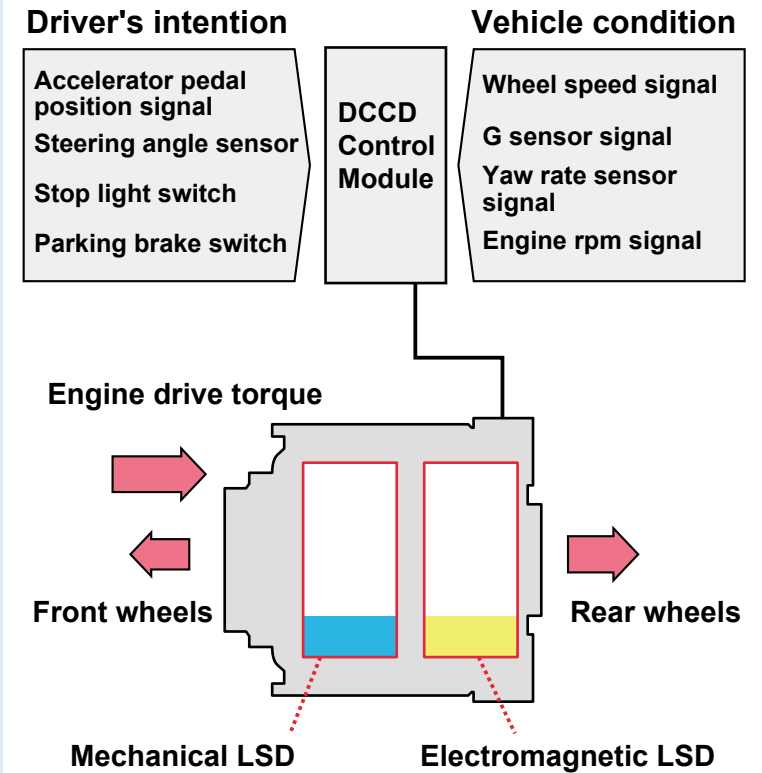 Driver's intention
Accelerator pedal
position signal
Steering angle sensor
Stop light switch
Parking brake switch
DCCD
Control
Module
Vehicle condition
Wheel speed signal
G sensor signal
Yaw rate sensor
signal
Engine rpm signal
Engine drive torque
Front wheels
Rear wheels
Mechanical LSD
Electromagnetic LSD